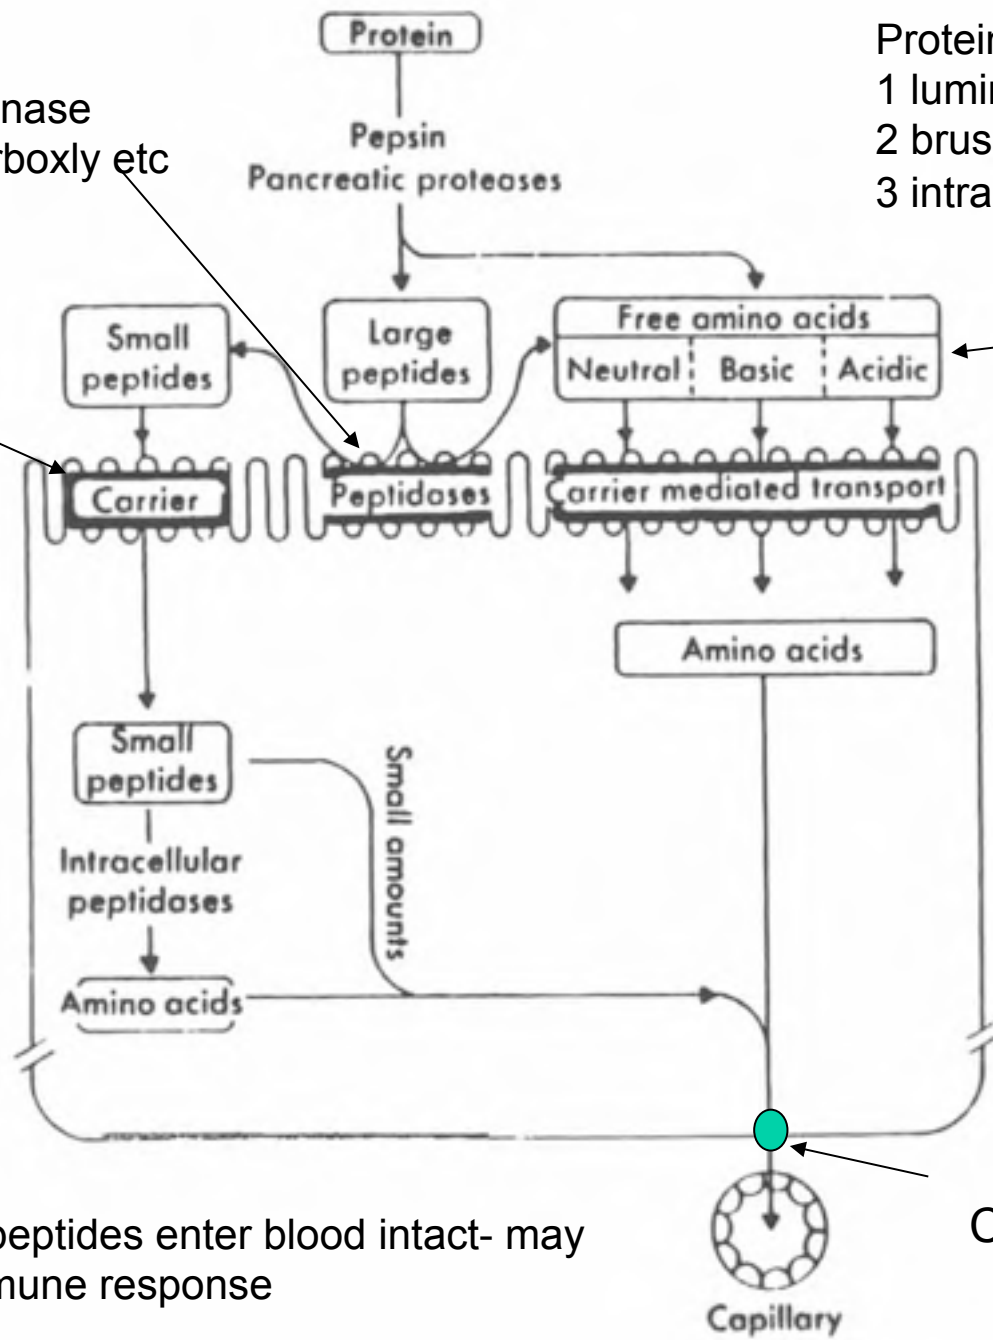 Protein
Protein
1 lumin
2 brus
3 intra
nase
rboxly etc
Pepsin
Pancreatic proteases
Small
peptides
Large
peptides
Free amino acids
Neutral Basic Acidic
Carrier
Peptidases
Carrier mediated transport
Amino acids
Small
peptides
Small amounts
Intracellular
peptidases
Amino acids
peptides enter blood intact- may
mune response
C
Capillary